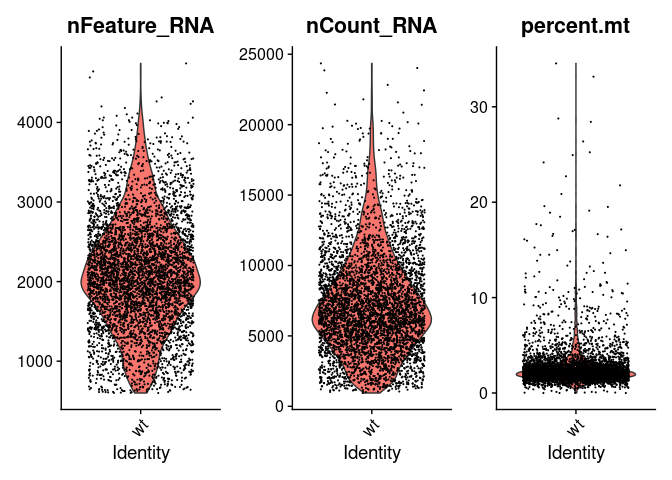 nFeature_RNA
4000
3000
2000
1000
wt
Identity
nCount_RNA
25000
20000
15000
10000
5000
0
wt
Identity
percent.mt
30
20
10
0
wt
Identity